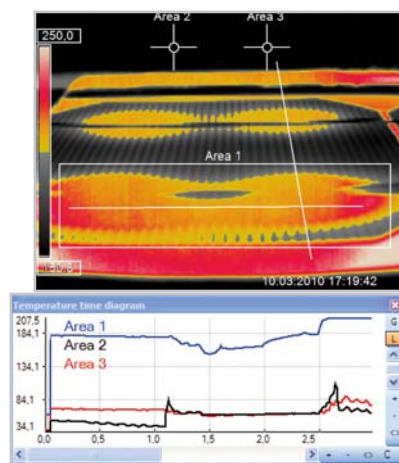 Area 2 Area 3
250,0
Area 1
150,0
10.03.2010 17:19:42
Temperature time diagram
207,5
184,1
134,1
84,1
34,1
Area 1
Area 2
Area 3
G
L
0,0 0,5 1,0 1,5 2,0 2,5
+
-
<>
+ - <> C